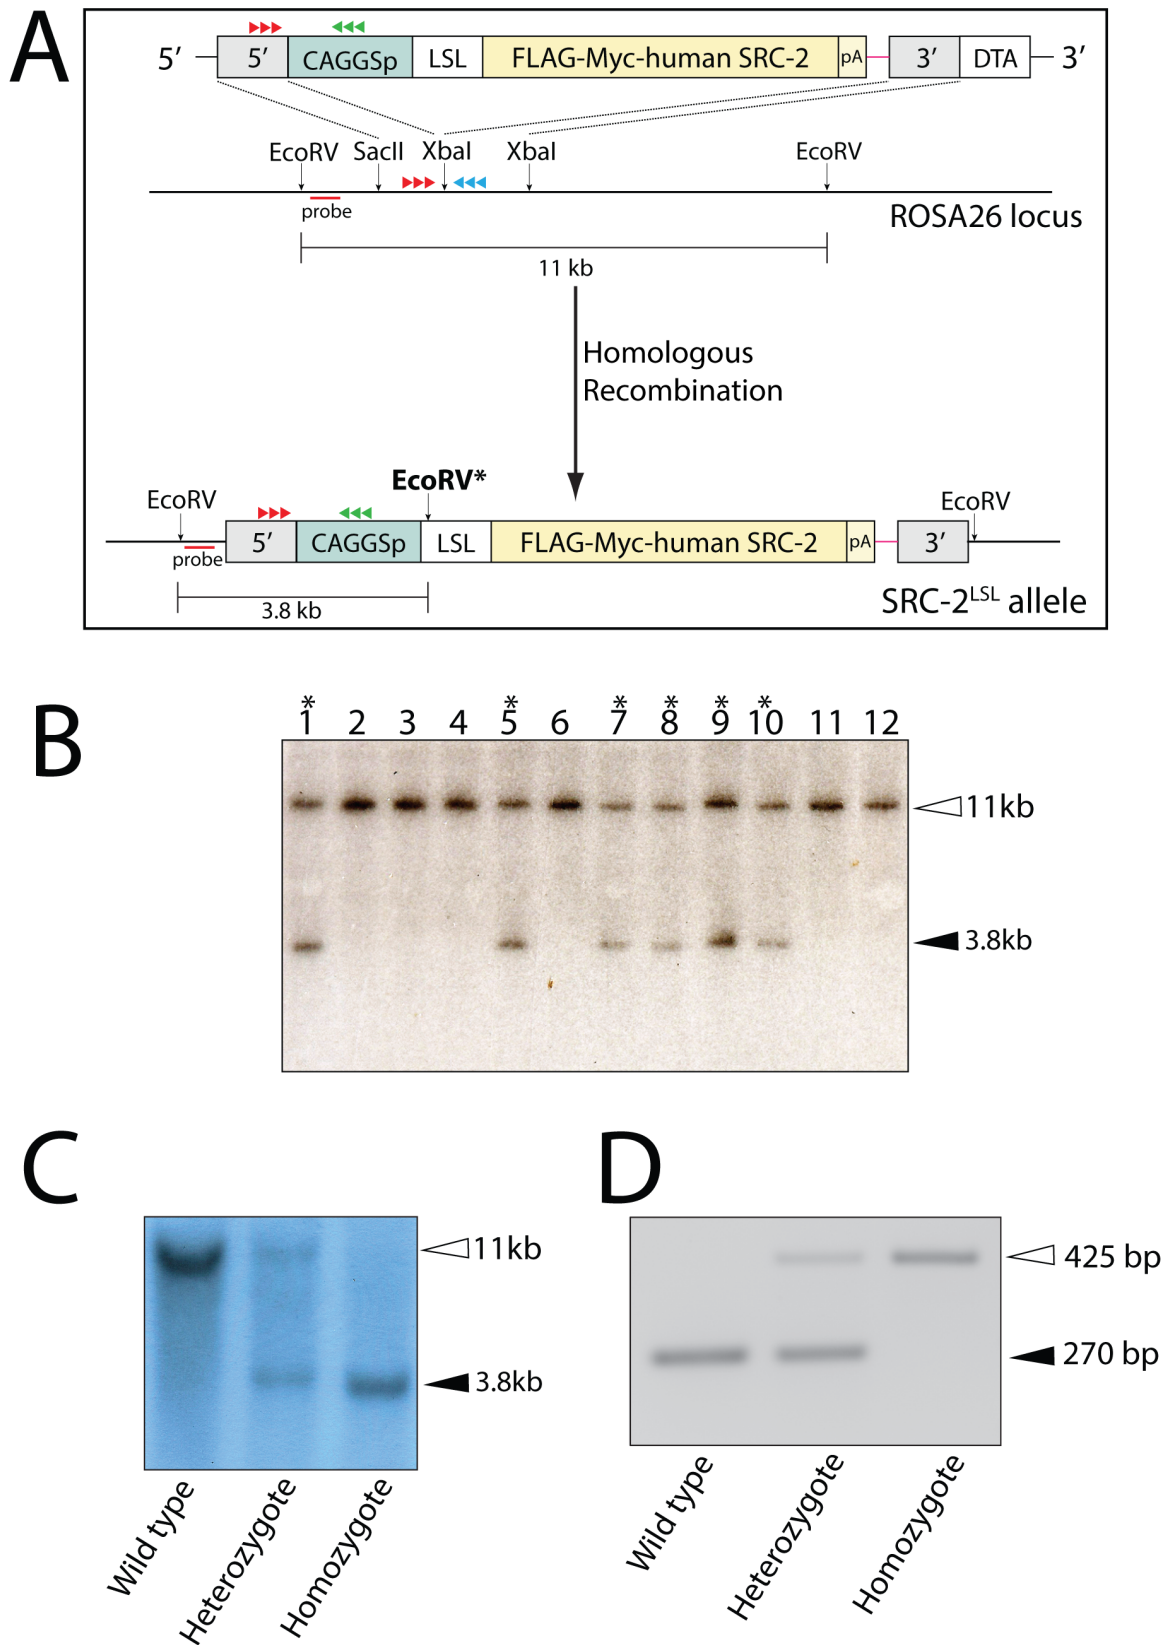 A
5′ 5′ CAGGSp LSL FLAG-Myc-human SRC-2 pA 3′ DTA 3′
EcoRV SacII XbaI XbaI EcoRV
probe
ROSA26 locus
11 kb
Homologous
Recombination
EcoRV*
EcoRV EcoRV
5′ CAGGSp LSL FLAG-Myc-human SRC-2 pA 3′
probe
3.8 kb
SRC-2LSL allele
B
* * * * * *
1 2 3 4 5 6 7 8 9 10 11 12
11kb
3.8kb
C
11kb
3.8kb
Wild type
Heterozygote
Homozygote
D
425 bp
270 bp
Wild type
Heterozygote
Homozygote